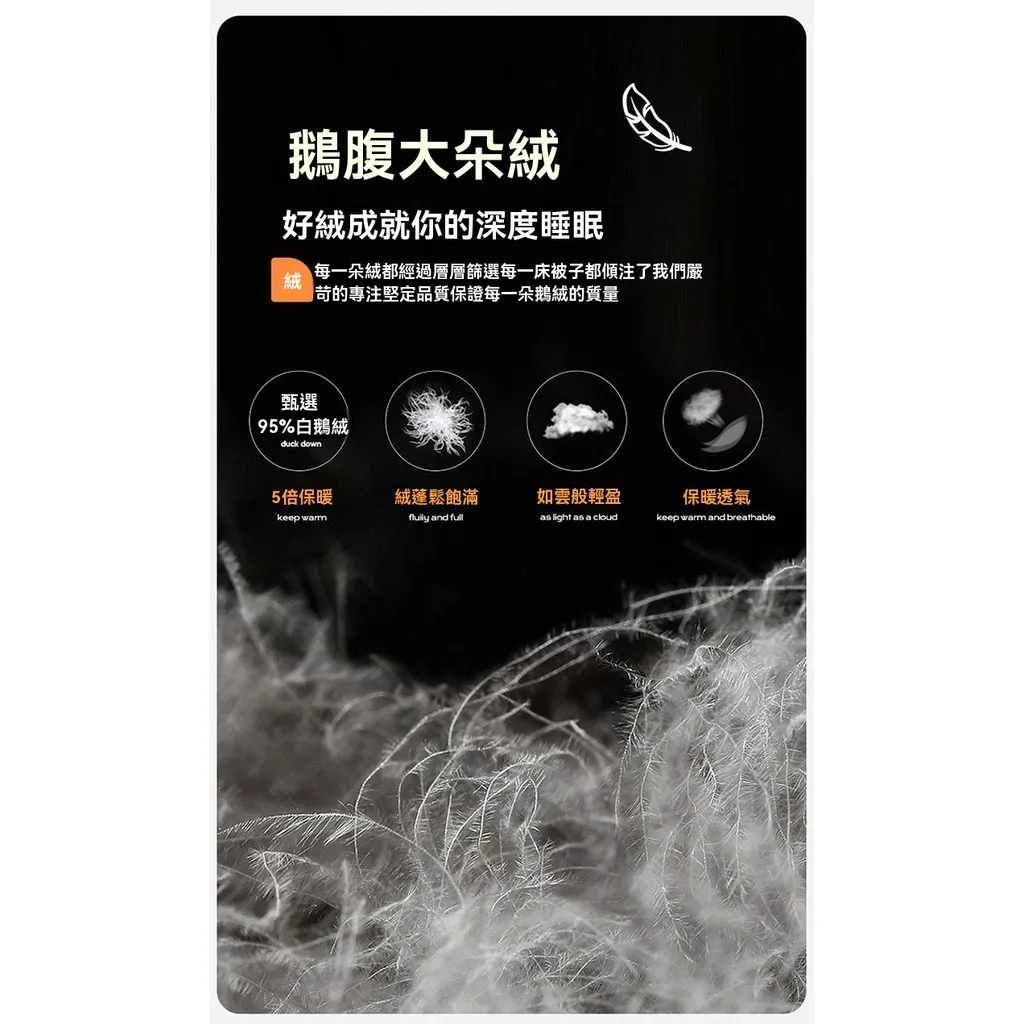 鵝腹大朵絨
好絨成就你的深度睡眠
絨
每一朵絨都經過層層篩選每一床被子都傾注了我們嚴
苛的專注堅定品質保證每一朵鵝絨的質量
甄選
95%白鵝絨
duck down
5倍保暖
keep warm
絨蓬鬆飽滿
fluiiy and full
如雲般輕盈
as light as a cloud
保暖透氣
keep warm and breathable